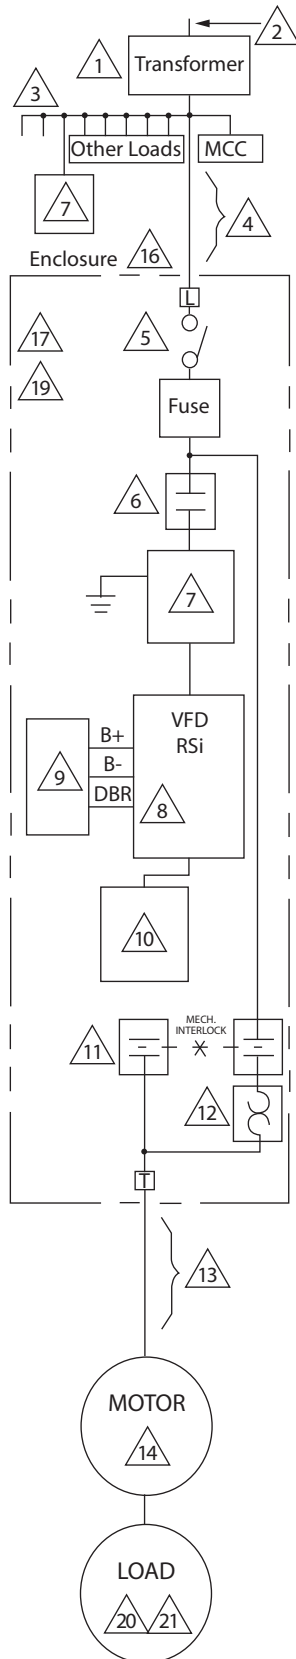 2
1
Transformer
3
Other Loads
MCC
7
4
Enclosure
16
L
17
5
19
Fuse
6
7
VFD
RSi
B+
B-
9
DBR
8
10
MECH.
INTERLOCK
11
12
T
13
MOTOR
14
LOAD
20
21